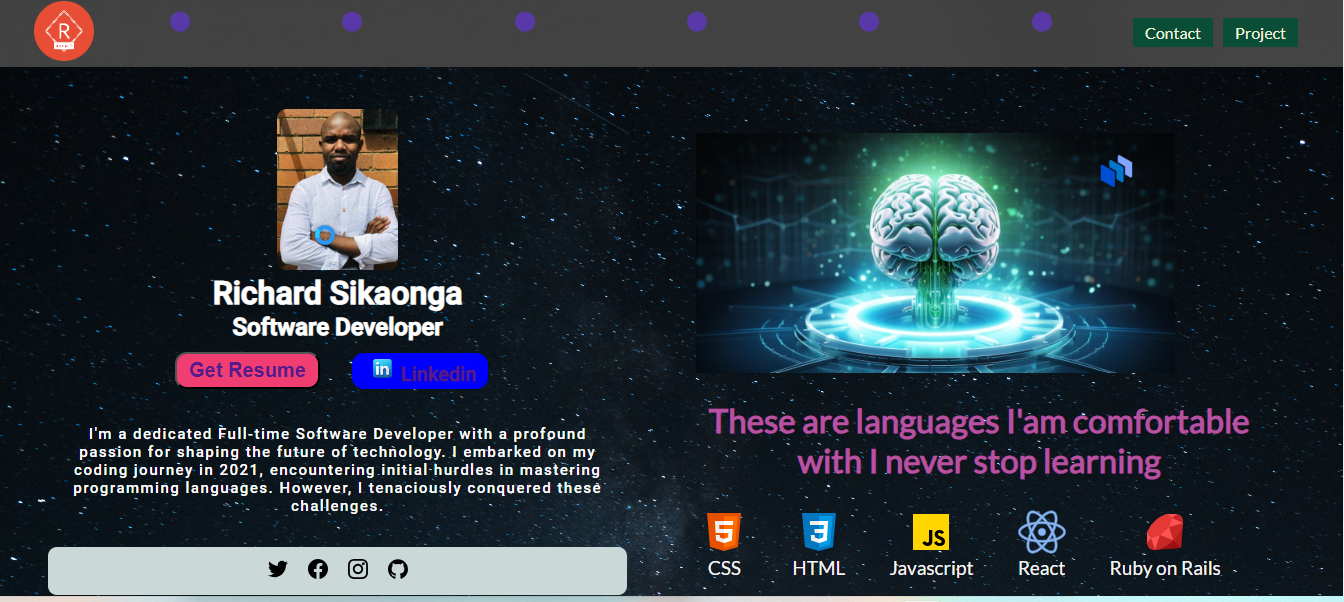 R
Contact
Project
Richard Sikaonga
Software Developer
Get Resume
in Linkedin
I'm a dedicated Full-time Software Developer with a profound
passion for shaping the future of technology. I embarked on my
coding journey in 2021, encountering initial hurdles in mastering
programming languages. However, I tenaciously conquered these
challenges.
These are languages I'am comfortable
with I never stop learning
5
3
JS
CSS
HTML
Javascript
React
Ruby on Rails